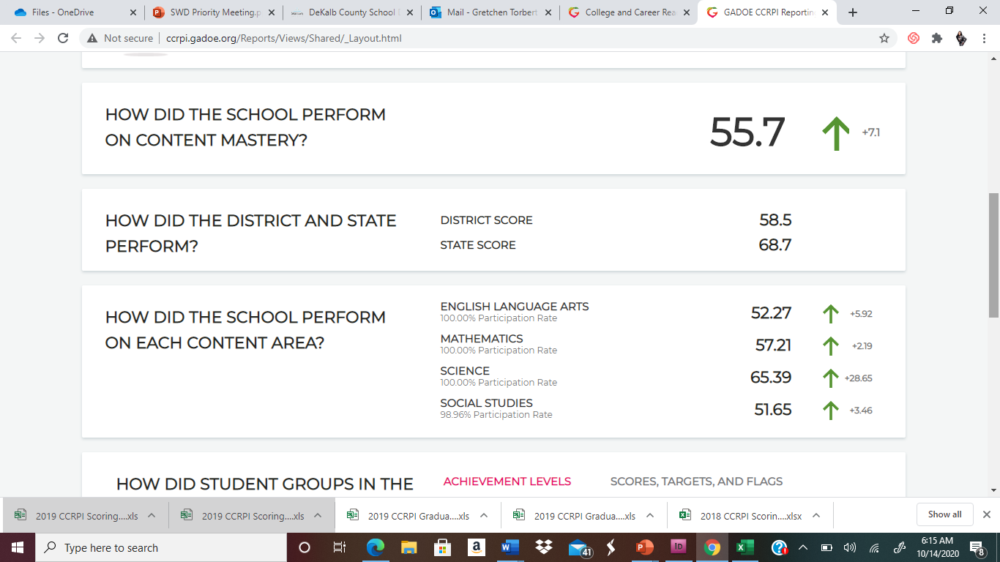 Files - OneDrive
SWD Priority Meeting.p
DeKalb County School D
Mail - Gretchen Torbert
College and Career Rea
GADOE CCRPI Reportin
Not secure
ccrpi.gadoe.org/Reports/Views/Shared/_Layout.html
HOW DID THE SCHOOL PERFORM
ON CONTENT MASTERY?
55.7
+7.1
HOW DID THE DISTRICT AND STATE
PERFORM?
DISTRICT SCORE 58.5
STATE SCORE 68.7
HOW DID THE SCHOOL PERFORM
ON EACH CONTENT AREA?
ENGLISH LANGUAGE ARTS
100.00% Participation Rate
52.27
+5.92
MATHEMATICS
100.00% Participation Rate
57.21
+2.19
SCIENCE
100.00% Participation Rate
65.39
+28.65
SOCIAL STUDIES
98.96% Participation Rate
51.65
+3.46
HOW DID STUDENT GROUPS IN THE
ACHIEVEMENT LEVELS
SCORES, TARGETS, AND FLAGS
2019 CCRPI Scoring....xls
2019 CCRPI Scoring....xls
2019 CCRPI Gradua....xls
2019 CCRPI Gradua....xls
2018 CCRPI Scorin....xlsx
Show all
Type here to search
41
6:15 AM
10/14/2020
8